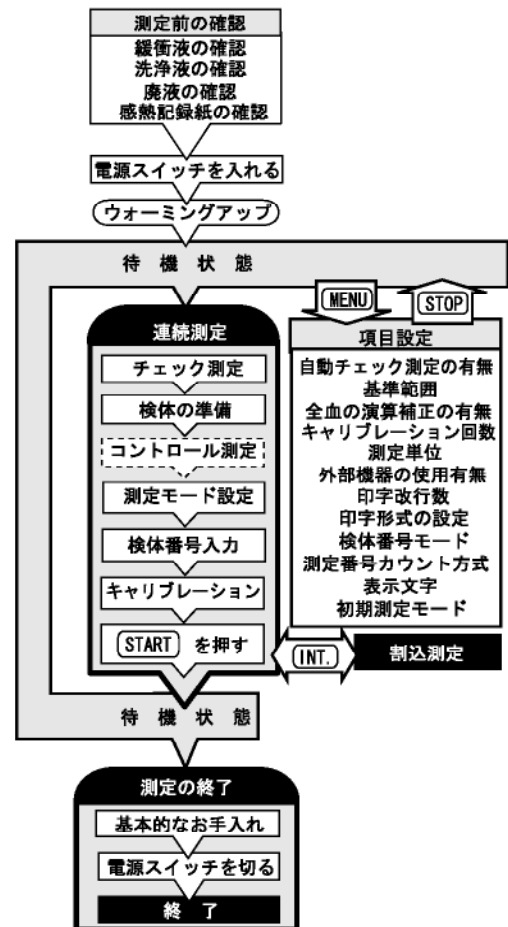 測定前の確認
緩衝液の確認
洗浄液の確認
廃液の確認
感熱記録紙の確認
電源スイッチを入れる
ウォーミングアップ
待 機 状 態
MENU
STOP
連続測定
チェック測定
検体の準備
コントロール測定
測定モード設定
検体番号入力
キャリブレーション
START を押す
項目設定
自動チェック測定の有無
基準範囲
全血の演算補正の有無
キャリブレーション回数
測定単位
外部機器の使用有無
印字改行数
印字形式の設定
検体番号モード
測定番号カウント方式
表示文字
初期測定モード
INT.
割込測定
待 機 状 態
測定の終了
基本的なお手入れ
電源スイッチを切る
終 了